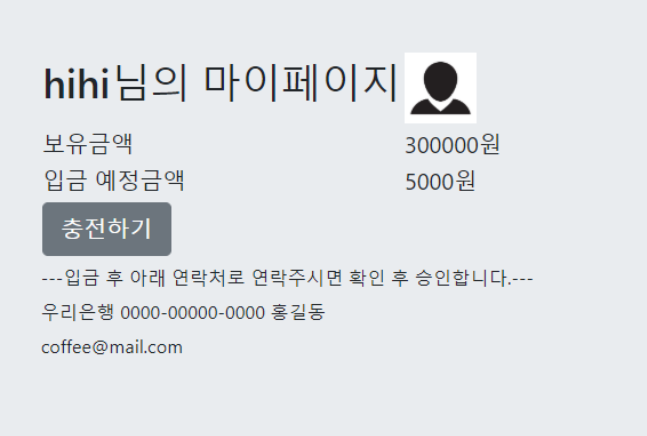 hihi님의 마이페이지
보유금액 300000원
입금 예정금액 5000원
충전하기
---입금 후 아래 연락처로 연락주시면 확인 후 승인합니다.---
우리은행 0000-00000-0000 홍길동
coffee@mail.com